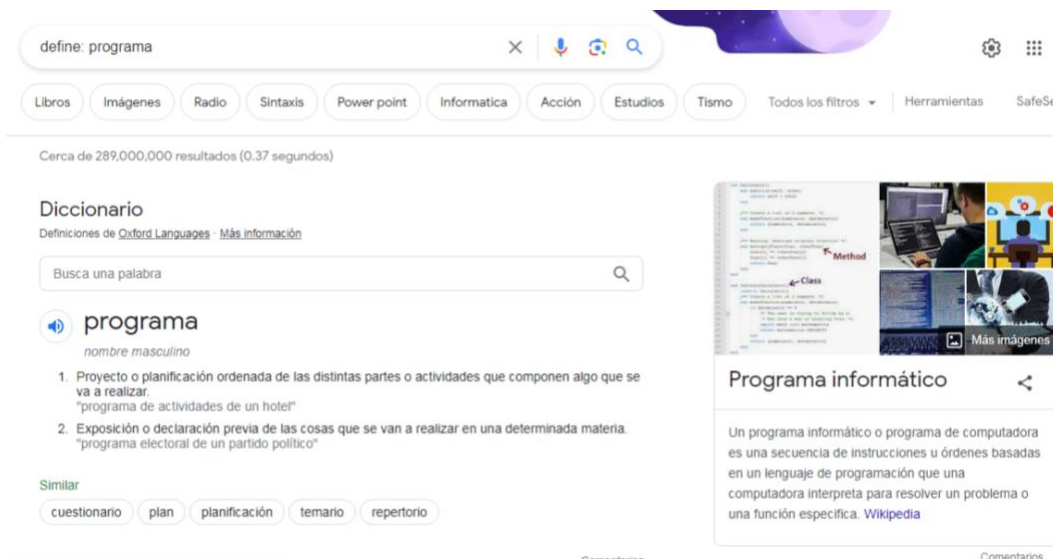 define: programa
Libros
Imágenes
Radio
Sintaxis
Power point
Informatica
Acción
Estudios
Tismo
Todos los filtros
Herramientas
SafeSe
Cerca de 289,000,000 resultados (0.37 segundos)
Diccionario
Definiciones de Oxford Languages · Más información
Busca una palabra
programa
nombre masculino
1. Proyecto o planificación ordenada de las distintas partes o actividades que componen algo que se
va a realizar.
"programa de actividades de un hotel"
2. Exposición o declaración previa de las cosas que se van a realizar en una determinada materia.
"programa electoral de un partido político"
Similar
cuestionario
plan
planificación
temario
repertorio
Method
Class
Más imágenes
Programa informático
Un programa informático o programa de computadora
es una secuencia de instrucciones u órdenes basadas
en un lenguaje de programación que una
computadora interpreta para resolver un problema o
una función específica. Wikipedia
Comentarios